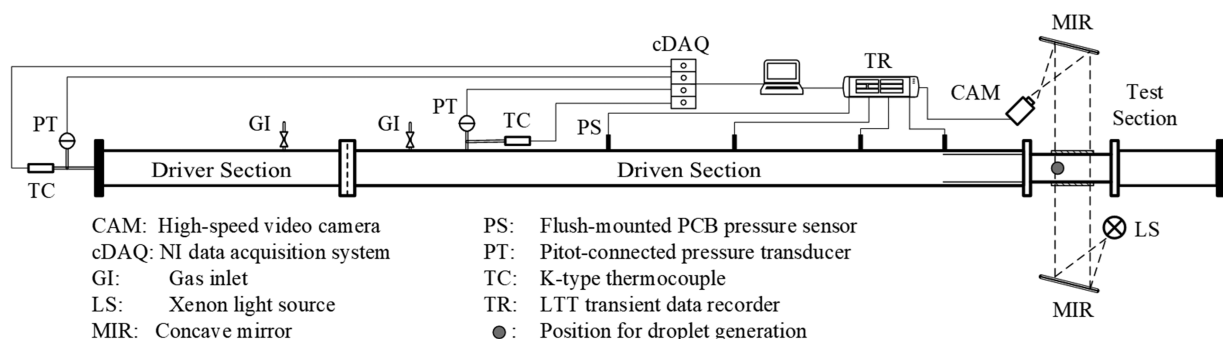 MIR
cDAQ
TR
CAM
Test
Section
PT
GI
GI
PT
TC
PS
TC
Driver Section
Driven Section
LS
MIR
CAM: High-speed video camera
cDAQ: NI data acquisition system
GI: Gas inlet
LS: Xenon light source
MIR: Concave mirror
PS: Flush-mounted PCB pressure sensor
PT: Pitot-connected pressure transducer
TC: K-type thermocouple
TR: LTT transient data recorder
: Position for droplet generation